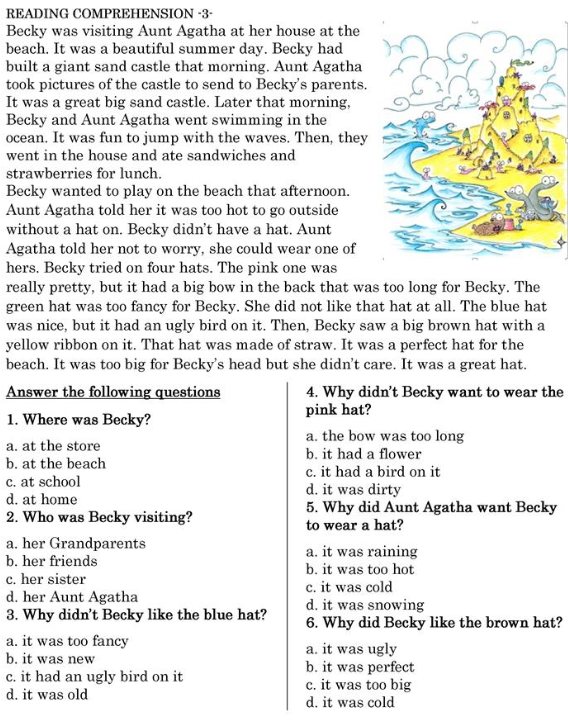 READING COMPREHENSION -3-
Becky was visiting Aunt Agatha at her house at the
beach. It was a beautiful summer day. Becky had
built a giant sand castle that morning. Aunt Agatha
took pictures of the castle to send to Becky's parents.
It was a great big sand castle. Later that morning,
Becky and Aunt Agatha went swimming in the
ocean. It was fun to jump with the waves. Then, they
went in the house and ate sandwiches and
strawberries for lunch.
Becky wanted to play on the beach that afternoon.
Aunt Agatha told her it was too hot to go outside
without a hat on. Becky didn't have a hat. Aunt
Agatha told her not to worry, she could wear one of
hers. Becky tried on four hats. The pink one was
really pretty, but it had a big bow in the back that was too long for Becky. The
green hat was too fancy for Becky. She did not like that hat at all. The blue hat
was nice, but it had an ugly bird on it. Then, Becky saw a big brown hat with a
yellow ribbon on it. That hat was made of straw. It was a perfect hat for the
beach. It was too big for Becky's head but she didn't care. It was a great hat.
Answer the following questions
1. Where was Becky?
a. at the store
b. at the beach
c. at school
d. at home
2. Who was Becky visiting?
a. her Grandparents
b. her friends
c. her sister
d. her Aunt Agatha
3. Why didn't Becky like the blue hat?
a. it was too fancy
b. it was new
c. it had an ugly bird on it
d. it was old
4. Why didn't Becky want to wear the
pink hat?
a. the bow was too long
b. it had a flower
c. it had a bird on it
d. it was dirty
5. Why did Aunt Agatha want Becky
to wear a hat?
a. it was raining
b. it was too hot
c. it was cold
d. it was snowing
6. Why did Becky like the brown hat?
a. it was ugly
b. it was perfect
c. it was too big
d. it was cold